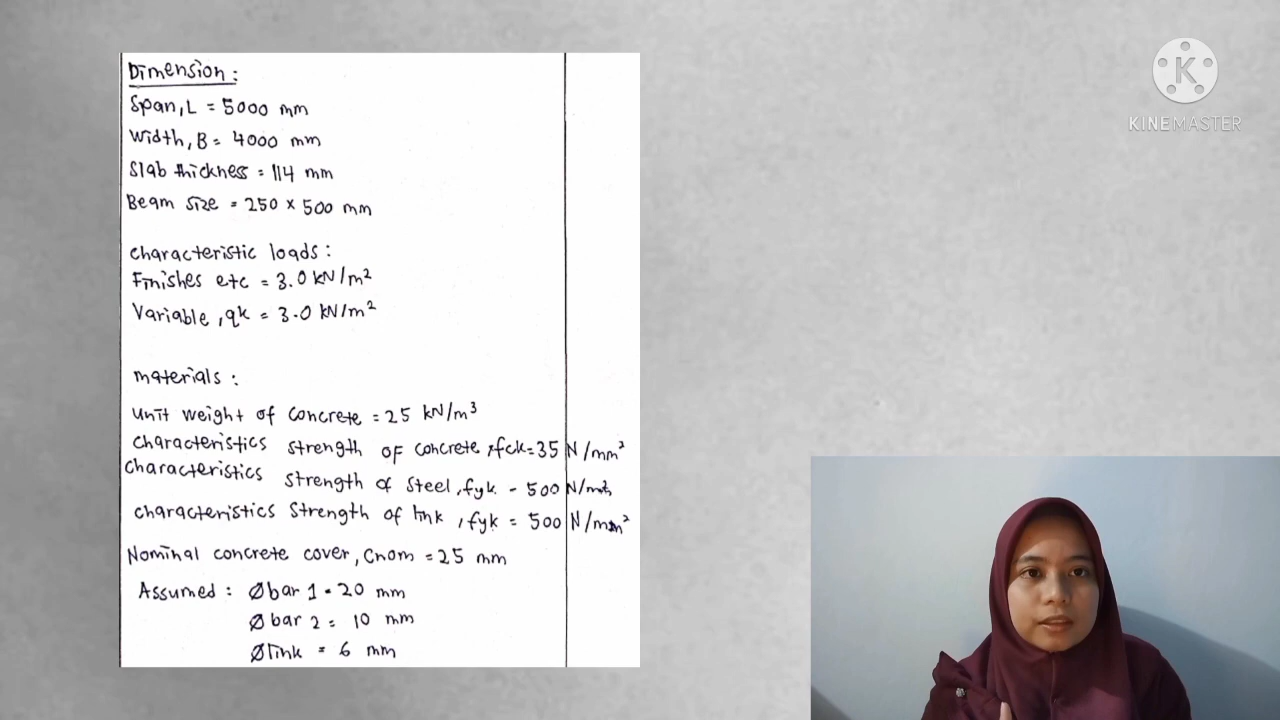 Dimension :
Span, L = 5000 mm
Width, B = 4000 mm
Slab thickness = 114 mm
Beam size = 250 × 500 mm
characteristic loads :
Finishes etc = 3.0 kN/m²
Variable, qk = 3.0 kN/m²
materials :
unit weight of concrete = 25 kN/m³
characteristics strength of concrete, fck = 35 N/mm²
characteristics strength of steel, fyk - 500 N/mm²
characteristics strength of link, fyk = 500 N/mm²
Nominal concrete cover, Cnom = 25 mm
Assumed : Ø bar 1 = 20 mm
Ø bar 2 = 10 mm
Ø link = 6 mm
K
KINEMASTER